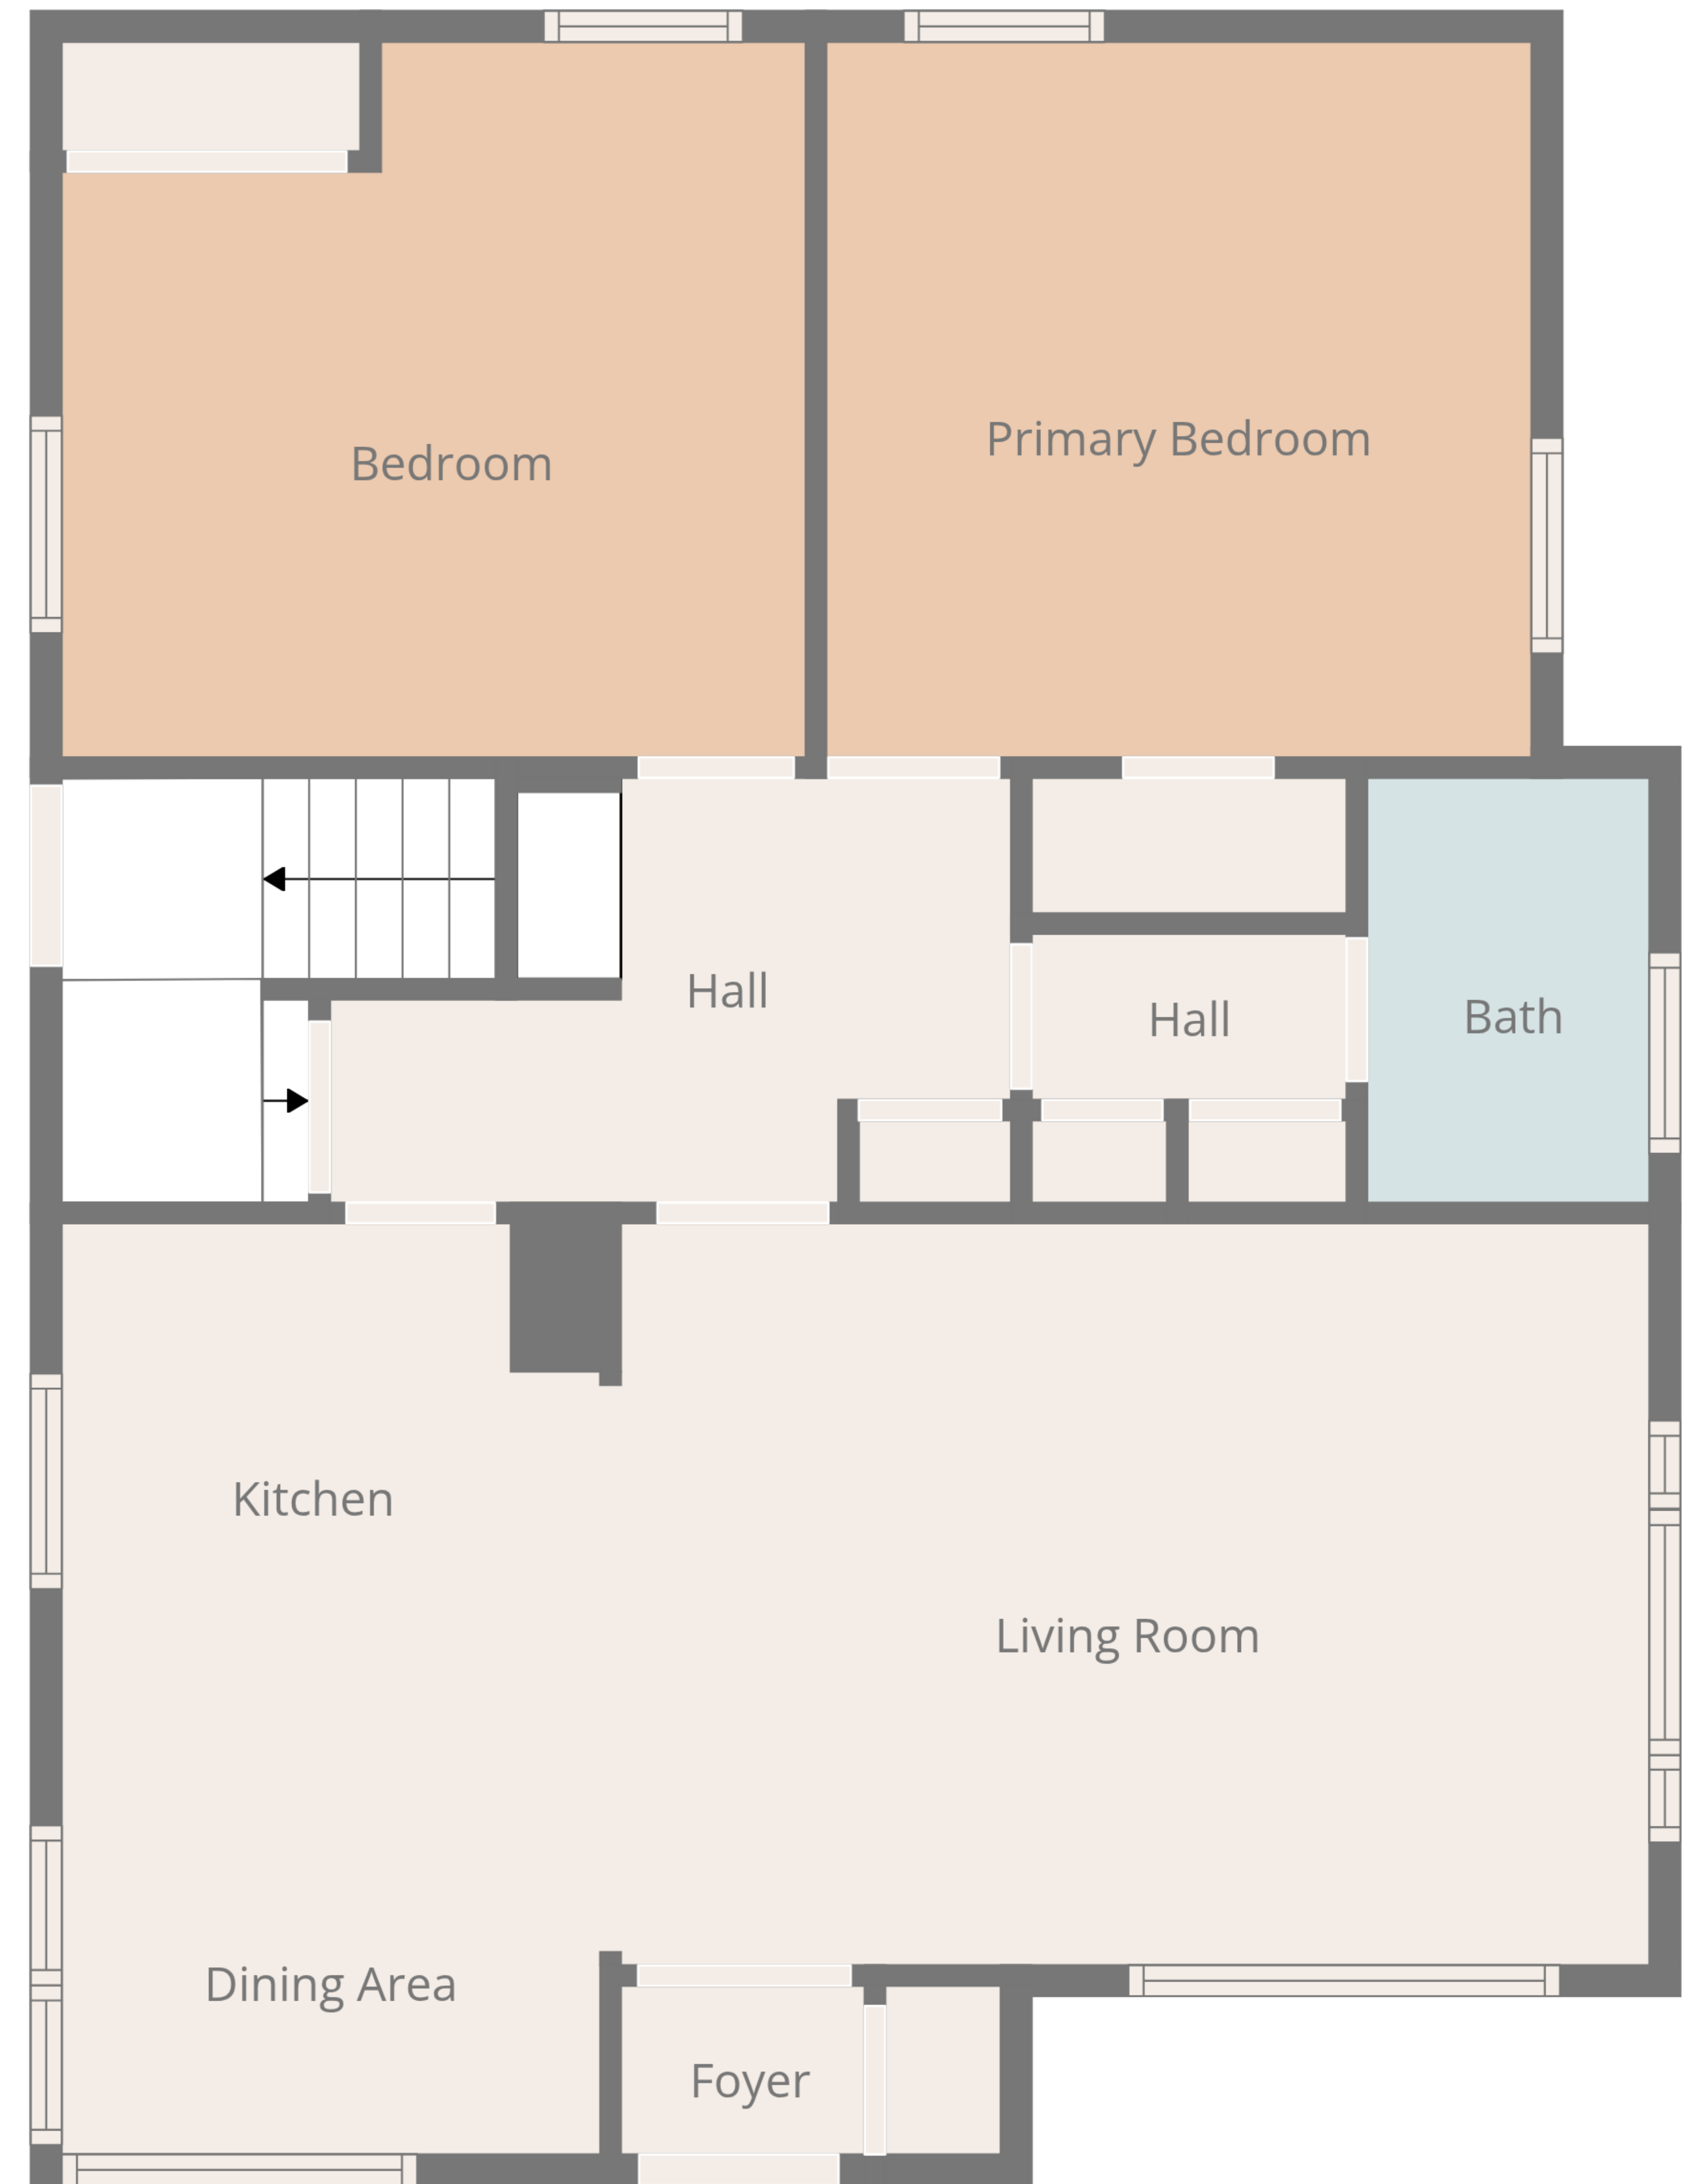 Primary Bedroom
Bedroom
Hall
Hall
Bath
Kitchen
Living Room
Dining Area
Foyer